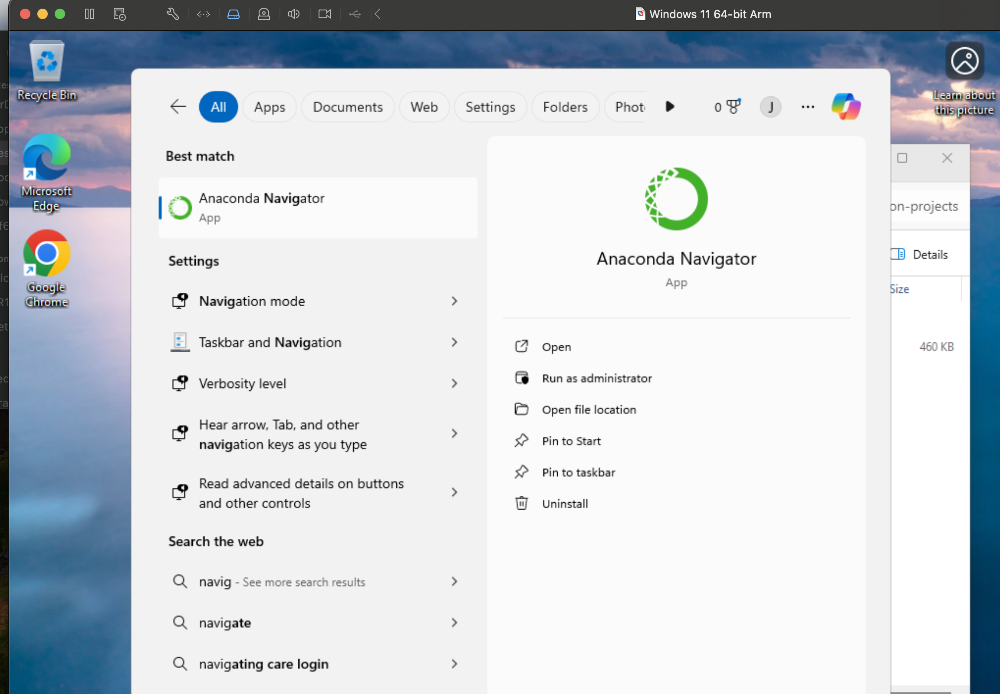 Windows 11 64-bit Arm
Recycle Bin
Learn about
this picture
All
Apps
Documents
Web
Settings
Folders
Phot
0
J
Microsoft
Edge
Google
Chrome
Best match
Anaconda Navigator
App
Settings
Navigation mode
Taskbar and Navigation
Verbosity level
Hear arrow, Tab, and other
navigation keys as you type
Read advanced details on buttons
and other controls
Search the web
navig - See more search results
navigate
navigating care login
Anaconda Navigator
App
Open
Run as administrator
Open file location
Pin to Start
Pin to taskbar
Uninstall
on-projects
Details
Size
460 KB